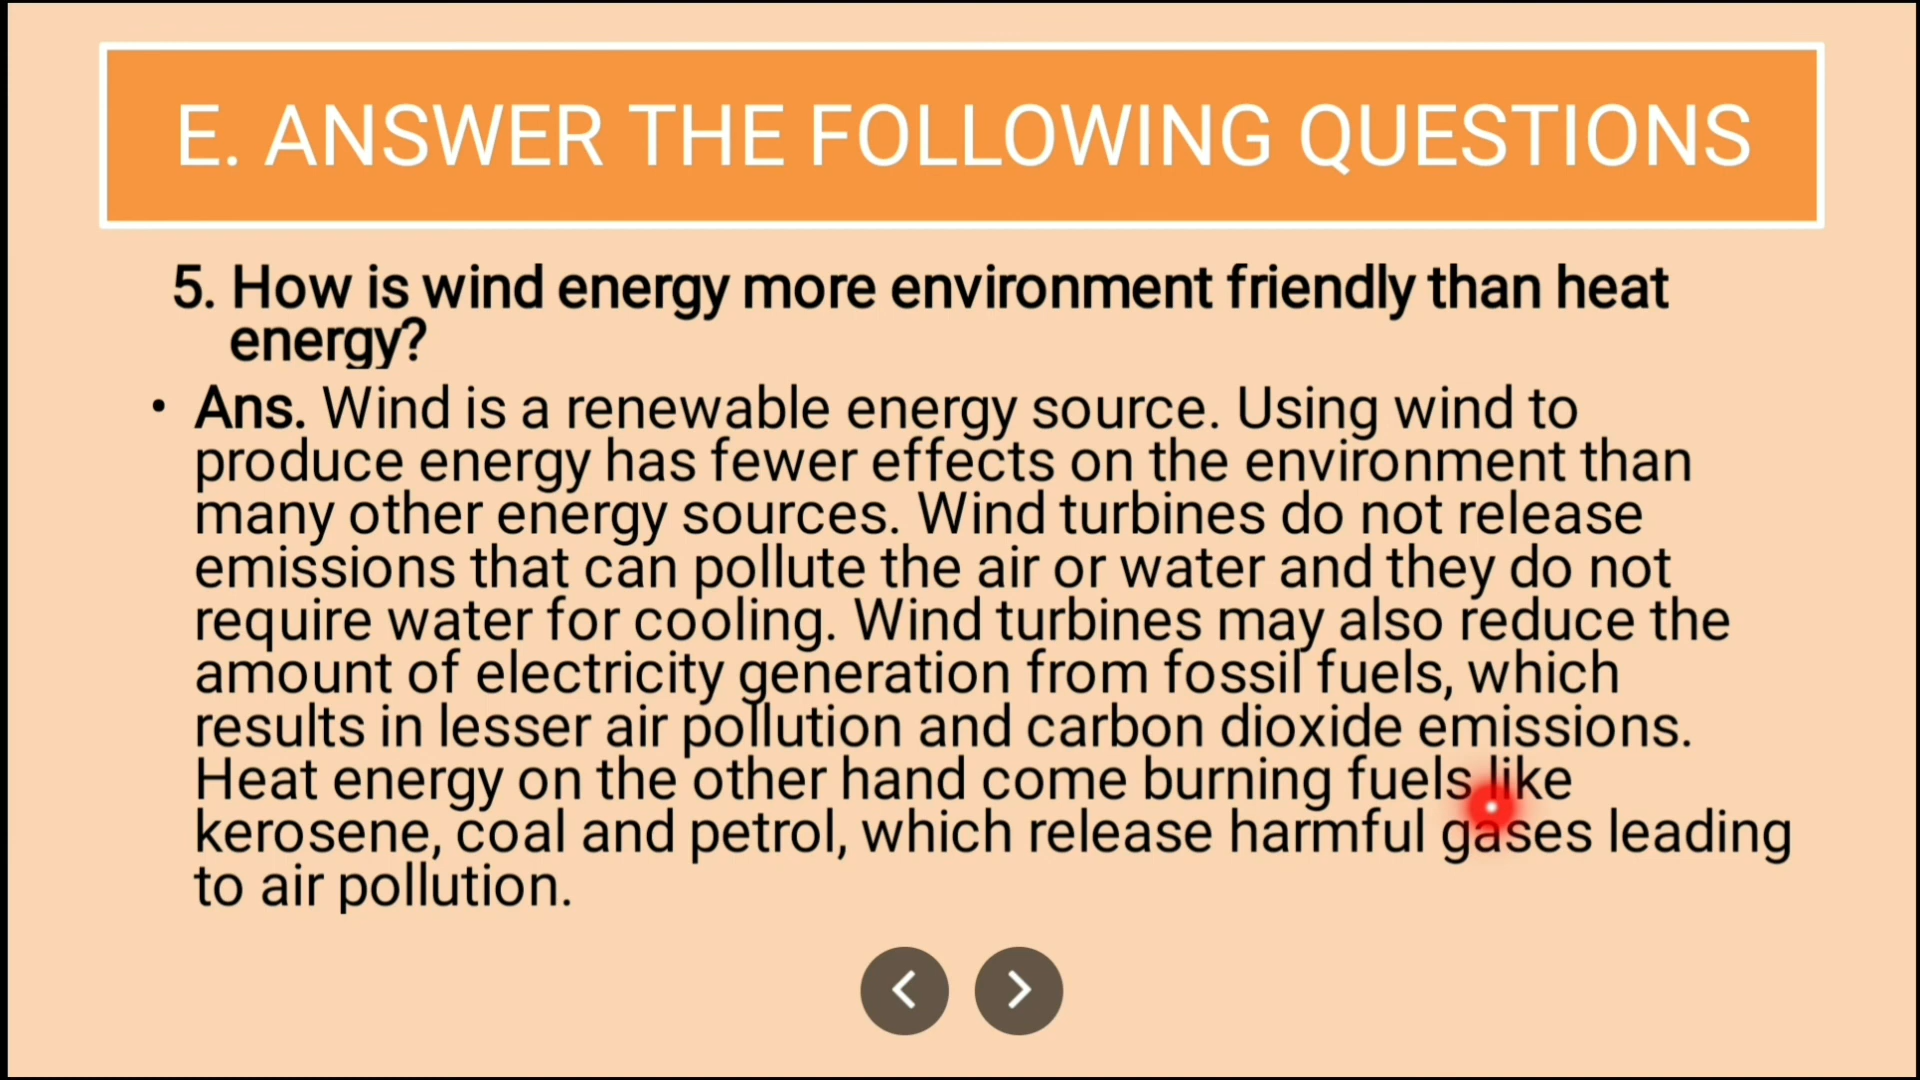 E. ANSWER THE FOLLOWING QUESTIONS
5. How is wind energy more environment friendly than heat
energy?
• Ans. Wind is a renewable energy source. Using wind to
produce energy has fewer effects on the environment than
many other energy sources. Wind turbines do not release
emissions that can pollute the air or water and they do not
require water for cooling. Wind turbines may also reduce the
amount of electricity generation from fossil fuels, which
results in lesser air pollution and carbon dioxide emissions.
Heat energy on the other hand come burning fuels like
kerosene, coal and petrol, which release harmful gases leading
to air pollution.